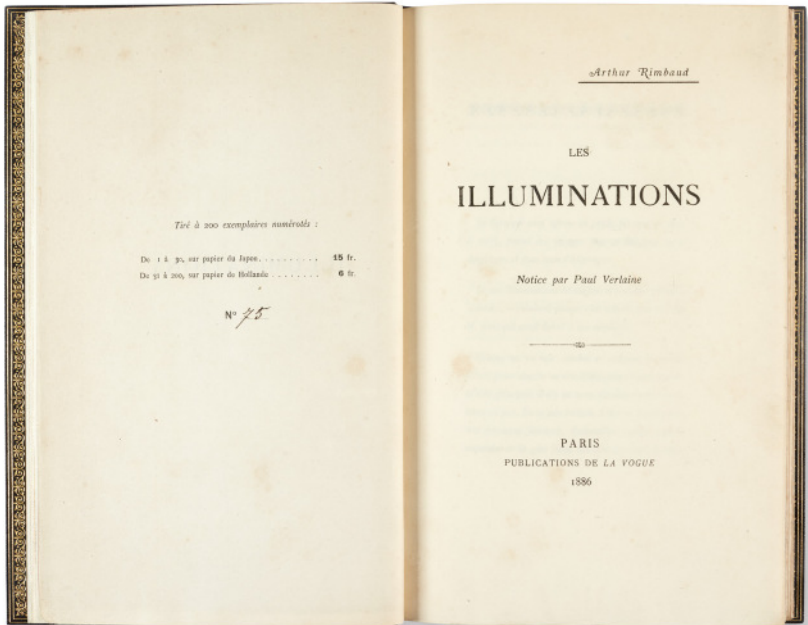 Tiré à 200 exemplaires numérotés :
De 1 à 30, sur papier du Japon . . . . . . . . . . 15 fr.
De 31 à 200, sur papier de Hollande . . . . . . . . 6 fr.
Nº 75
Arthur Rimbaud
LES
ILLUMINATIONS
Notice par Paul Verlaine
PARIS
PUBLICATIONS DE LA VOGUE
1886